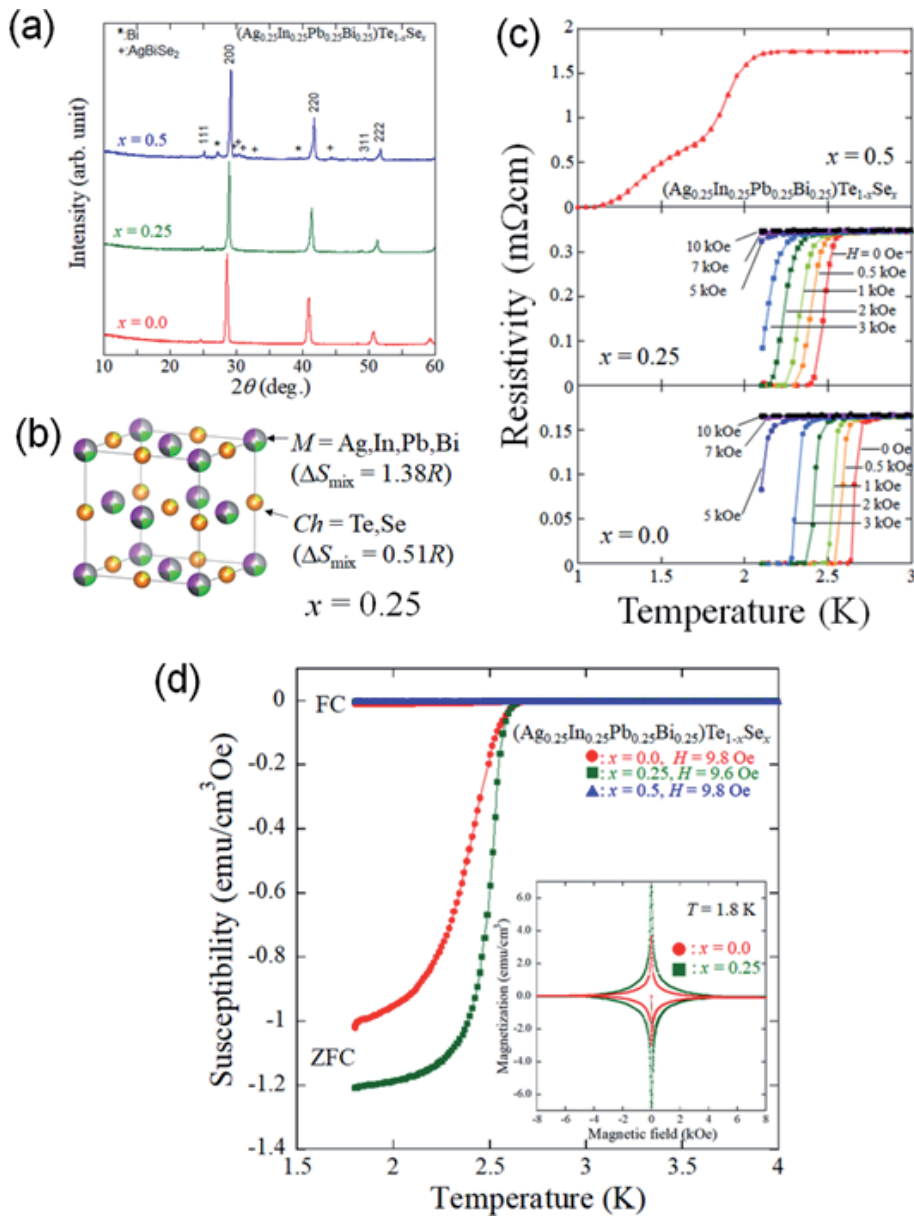 (a)
*:Bi
+:AgBiSe2
(Ag0.25In0.25Pb0.25Bi0.25)Te1-xSex
200
111
220
311
222
* + + + + * +
x = 0.5
x = 0.25
x = 0.0
Intensity (arb. unit)
10 20 30 40 50 60
2θ (deg.)
(b)
M = Ag,In,Pb,Bi
(ΔSmix = 1.38R)
Ch = Te,Se
(ΔSmix = 0.51R)
x = 0.25
(c)
Resistivity (mΩcm)
1.5
1
0.5
0
x = 0.5
(Ag0.25In0.25Pb0.25Bi0.25)Te1-xSex
0.3
0.2
0.1
0
10 kOe
7 kOe
5 kOe
H = 0 Oe
0.5 kOe
1 kOe
2 kOe
3 kOe
x = 0.25
0.15
0.1
0.05
0
10 kOe
7 kOe
5 kOe
0 Oe
0.5 kOe
1 kOe
2 kOe
3 kOe
x = 0.0
1 1.5 2 2.5 3
Temperature (K)
(d)
Susceptibility (emu/cm³Oe)
0
-0.2
-0.4
-0.6
-0.8
-1
-1.2
-1.4
FC
ZFC
(Ag0.25In0.25Pb0.25Bi0.25)Te1-xSex
: x = 0.0, H = 9.8 Oe
: x = 0.25, H = 9.6 Oe
: x = 0.5, H = 9.8 Oe
T = 1.8 K
: x = 0.0
: x = 0.25
Magnetization (emu/cm³)
6.0
4.0
2.0
0.0
-2.0
-4.0
-6.0
-8 -6 -4 -2 0 2 4 6 8
Magnetic field (kOe)
1.5 2 2.5 3 3.5 4
Temperature (K)